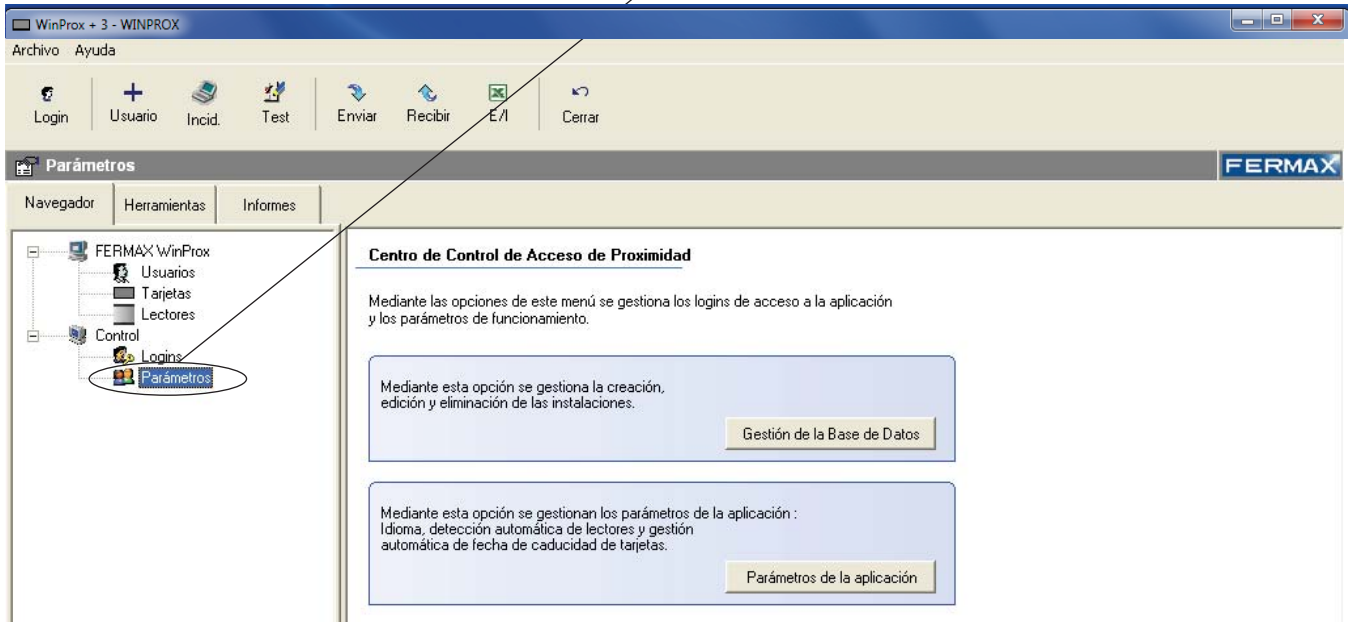 WinProx + 3 - WINPROX
Archivo Ayuda
Login Usuario Incid. Test Enviar Recibir E/I Cerrar
Parámetros FERMAX
Navegador Herramientas Informes
FERMAX WinProx
Usuarios
Tarjetas
Lectores
Control
Logins
Parámetros
Centro de Control de Acceso de Proximidad
Mediante las opciones de este menú se gestiona los logins de acceso a la aplicación
y los parámetros de funcionamiento.
Mediante esta opción se gestiona la creación,
edición y eliminación de las instalaciones.
Gestión de la Base de Datos
Mediante esta opción se gestionan los parámetros de la aplicación :
Idioma, detección automática de lectores y gestión
automática de fecha de caducidad de tarjetas.
Parámetros de la aplicación